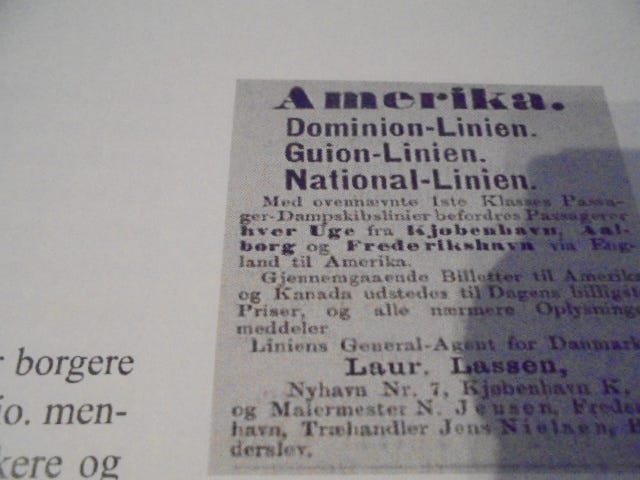 Amerika.
Dominion-Linien.
Guion-Linien.
National-Linien.
Med ovennævnte 1ste Klasses Passa-
ger-Dampskibslinier befordres Passagerer
hver Uge fra Kjøbenhavn, Aal-
borg og Frederikshavn via Eng-
land til Amerika.
Gjennemgaaende Billetter til Amerika
og Kanada udstedes til Dagens billigst
Priser, og alle nærmere Oplysninge
meddeler
Liniens General-Agent for Danmark
Laur. Lassen,
Nyhavn Nr. 7, Kjøbenhavn K.
og Malermester N. Jensen, Frede
havn, Træhandler Jens Nielsen,
derslev.
r borgere
io. men-
kere og